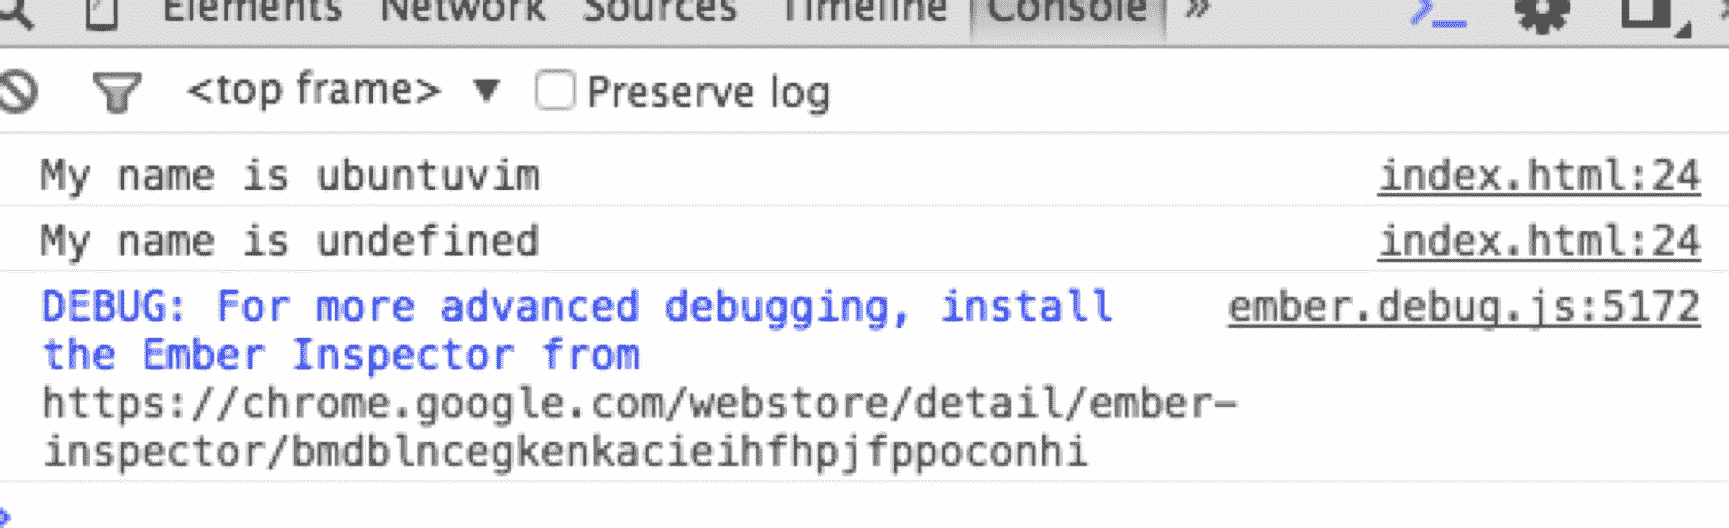 Elements Network Sources Timeline Console »
<top frame> ▼ Preserve log
My name is ubuntuvim index.html:24
My name is undefined index.html:24
DEBUG: For more advanced debugging, install ember.debug.js:5172
the Ember Inspector from
https://chrome.google.com/webstore/detail/ember-
inspector/bmdblncegkenkacieihfhpjfppoconhi